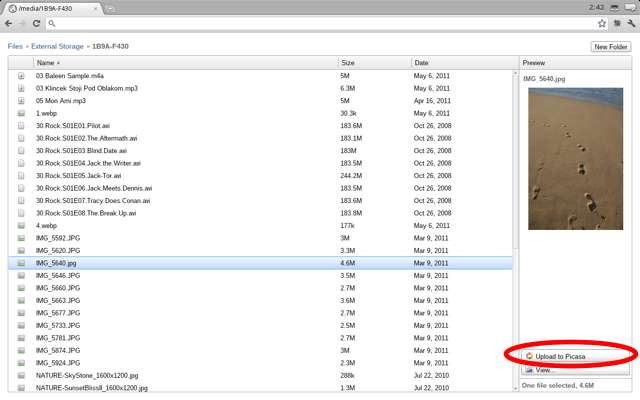 /media/1B9A-F430
2:42
Files ▸ External Storage ▸ 1B9A-F430
New Folder
Name Size Date Preview
03 Baleen Sample.m4a 5M May 6, 2011
03 Klincek Stoji Pod Oblakom.mp3 6.3M May 6, 2011
05 Mon Ami.mp3 5M Apr 16, 2011
1.webp 30.3k May 6, 2011
30.Rock.S01E01.Pilot.avi 183.6M Oct 26, 2008
30.Rock.S01E02.The.Aftermath.avi 183.1M Oct 26, 2008
30.Rock.S01E03.Blind.Date.avi 183M Oct 26, 2008
30.Rock.S01E04.Jack.the.Writer.avi 183.5M Oct 26, 2008
30.Rock.S01E05.Jack-Tor.avi 244.2M Oct 26, 2008
30.Rock.S01E06.Jack.Meets.Dennis.avi 183.5M Oct 26, 2008
30.Rock.S01E07.Tracy.Does.Conan.avi 183.6M Oct 26, 2008
30.Rock.S01E08.The.Break.Up.avi 183.8M Oct 26, 2008
4.webp 177k May 6, 2011
IMG_5592.JPG 3M Mar 9, 2011
IMG_5620.JPG 3.3M Mar 9, 2011
IMG_5640.jpg 4.6M Mar 9, 2011
IMG_5646.JPG 3.5M Mar 9, 2011
IMG_5660.JPG 2.7M Mar 9, 2011
IMG_5663.JPG 3.6M Mar 9, 2011
IMG_5677.JPG 2.7M Mar 9, 2011
IMG_5733.JPG 2.5M Mar 9, 2011
IMG_5781.JPG 2.7M Mar 9, 2011
IMG_5874.JPG 3M Mar 9, 2011
IMG_5924.JPG 2.3M Mar 9, 2011
NATURE-SkyStone_1600x1200.jpg 288k Jul 22, 2010
NATURE-SunsetBlissII_1600x1200.jpg 1.3M Jul 22, 2010
IMG_5640.jpg
Upload to Picasa
View...
One file selected, 4.6M